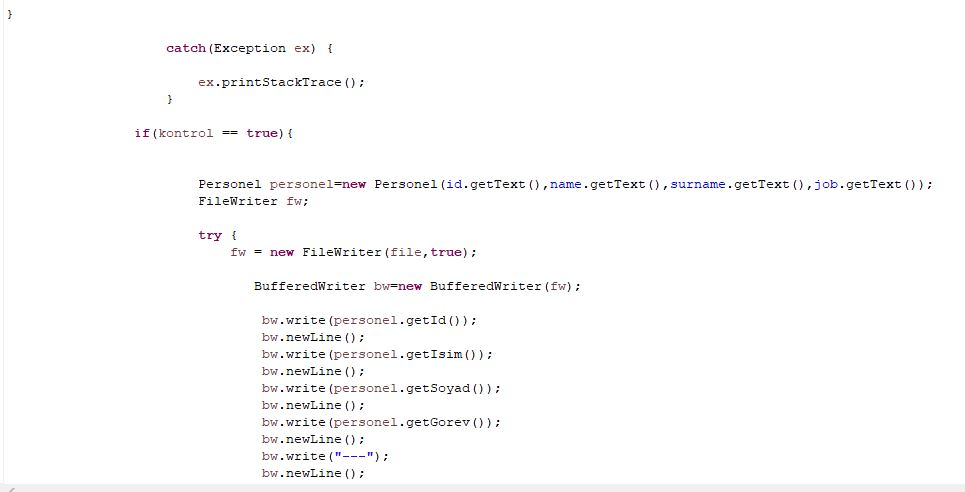 }
catch(Exception ex) {
ex.printStackTrace();
}
if(kontrol == true){
Personel personel=new Personel(id.getText(),name.getText(),surname.getText(),job.getText());
FileWriter fw;
try {
fw = new FileWriter(file,true);
BufferedWriter bw=new BufferedWriter(fw);
bw.write(personel.getId());
bw.newLine();
bw.write(personel.getIsim());
bw.newLine();
bw.write(personel.getSoyad());
bw.newLine();
bw.write(personel.getGorev());
bw.newLine();
bw.write("---");
bw.newLine();